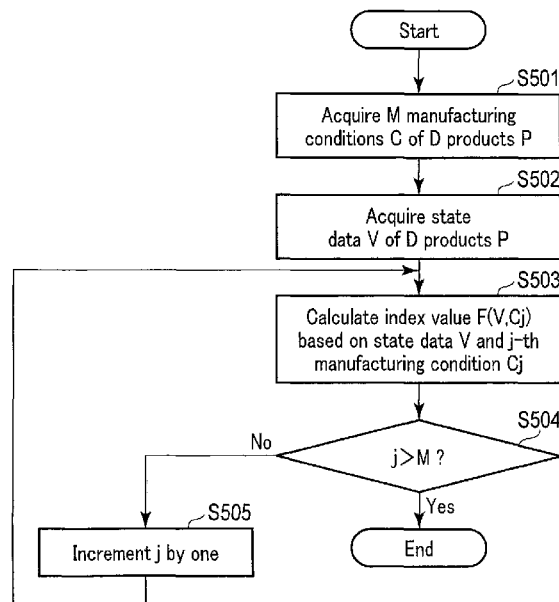 Start
S501
Acquire M manufacturing
conditions C of D products P
S502
Acquire state
data V of D products P
S503
Calculate index value F(V,Cj)
based on state data V and j-th
manufacturing condition Cj
S504
No
j>M ?
Yes
S505
Increment j by one
End